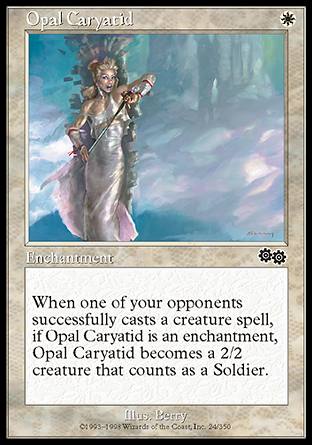 Opal Caryatid
Enchantment
When one of your opponents
successfully casts a creature spell,
if Opal Caryatid is an enchantment,
Opal Caryatid becomes a 2/2
creature that counts as a Soldier.
Illus. Berry
©1993–1998 Wizards of the Coast, Inc. 24/350